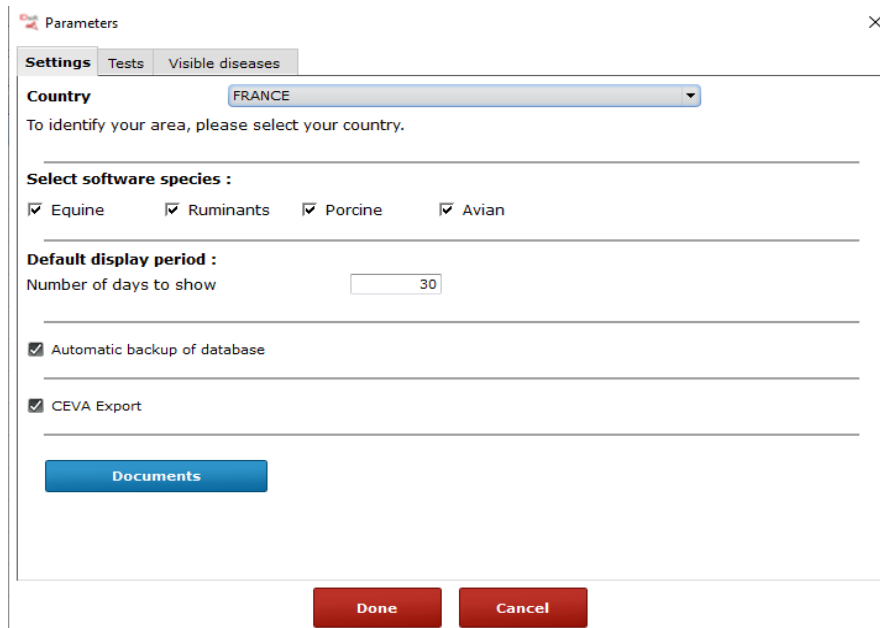 Parameters
Settings Tests Visible diseases
Country FRANCE
To identify your area, please select your country.
Select software species :
Equine Ruminants Porcine Avian
Default display period :
Number of days to show 30
Automatic backup of database
CEVA Export
Documents
Done Cancel